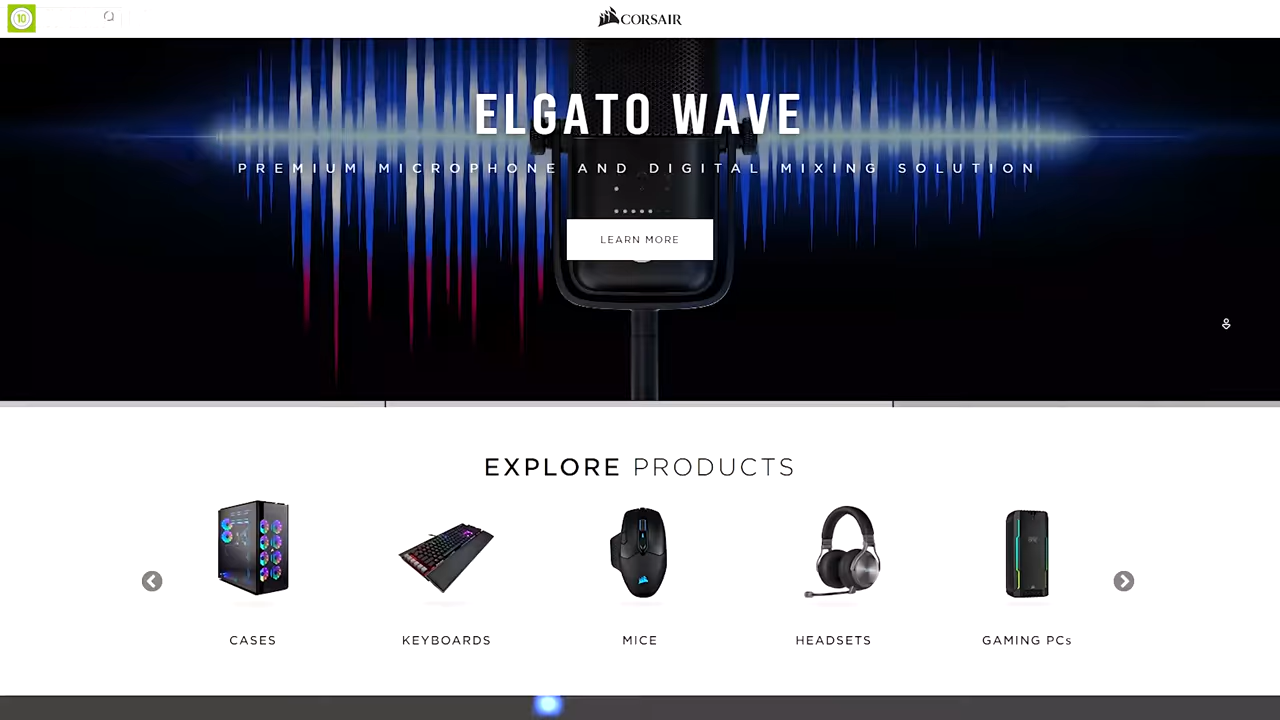 10
CORSAIR
ELGATO WAVE
PREMIUM MICROPHONE AND DIGITAL MIXING SOLUTION
LEARN MORE
EXPLORE PRODUCTS
CASES
KEYBOARDS
MICE
HEADSETS
GAMING PCs